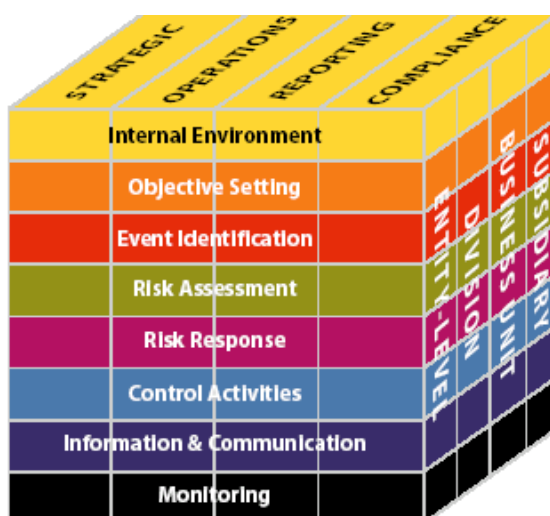 STRATEGIC
OPERATIONS
REPORTING
COMPLIANCE
Internal Environment
Objective Setting
Event Identification
Risk Assessment
Risk Response
Control Activities
Information & Communication
Monitoring
ENTITY-LEVEL
DIVISION
BUSINESS UNIT
SUBSIDIARY